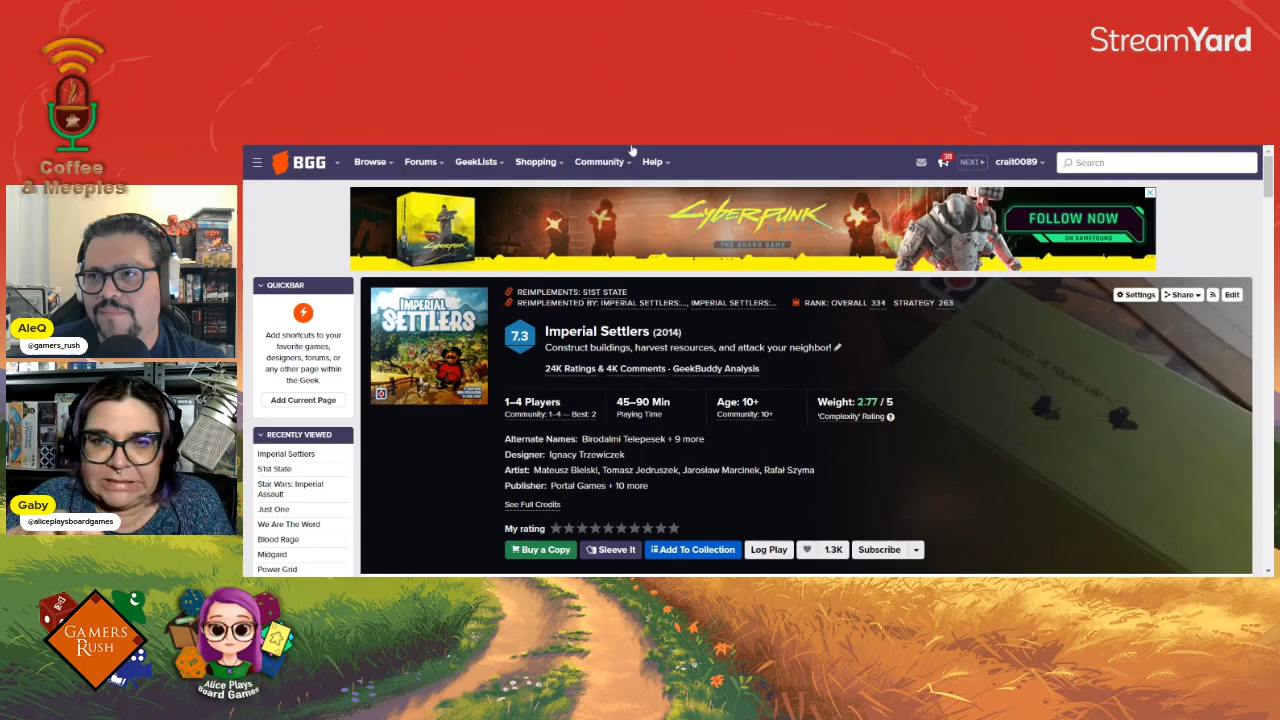 StreamYard
Coffee
& Meeples
BGG
Browse
Forums
GeekLists
Shopping
Community
Help
38
NEXT
crait0089
Search
CYBERPUNK
THE BOARD GAME
FOLLOW NOW
ON GAMEFOUND
QUICKBAR
Add shortcuts to your
favorite games,
designers, forums, or
any other page within
the Geek.
Add Current Page
RECENTLY VIEWED
Imperial Settlers
51st State
Star Wars: Imperial
Assault
Just One
We Are The Word
Blood Rage
Midgard
Power Grid
IMPERIAL
SETTLERS
REIMPLEMENTS: 51ST STATE
REIMPLEMENTED BY: IMPERIAL SETTLERS:..., IMPERIAL SETTLERS:...
RANK: OVERALL 334 STRATEGY 263
Settings
Share
Edit
7.3
Imperial Settlers (2014)
Construct buildings, harvest resources, and attack your neighbor!
24K Ratings & 4K Comments · GeekBuddy Analysis
1–4 Players
Community: 1–4 — Best: 2
45–90 Min
Playing Time
Age: 10+
Community: 10+
Weight: 2.77 / 5
'Complexity' Rating
Alternate Names: Birodalmi Telepesek + 9 more
Designer: Ignacy Trzewiczek
Artist: Mateusz Bielski, Tomasz Jedruszek, Jarosław Marcinek, Rafał Szyma
Publisher: Portal Games + 10 more
See Full Credits
My rating
Buy a Copy
Sleeve It
Add To Collection
Log Play
1.3K
Subscribe
AleQ
@gamers_rush
Gaby
@aliceplaysboardgames
GAMERS
RUSH
Alice Plays
Board Games